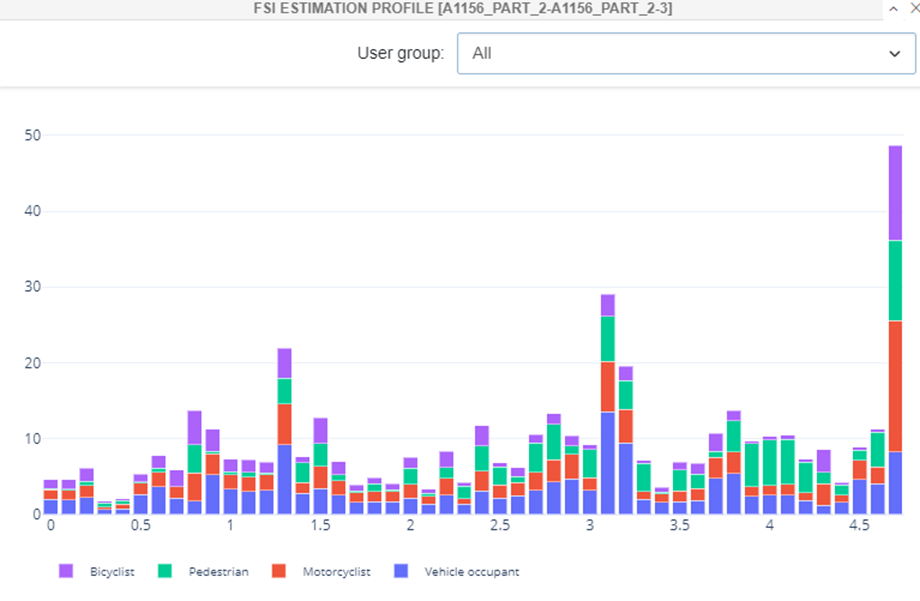 FSI ESTIMATION PROFILE [A1156_PART_2-A1156_PART_2-3]
User group: All
50
40
30
20
10
0
0 0.5 1 1.5 2 2.5 3 3.5 4 4.5
Bicyclist Pedestrian Motorcyclist Vehicle occupant